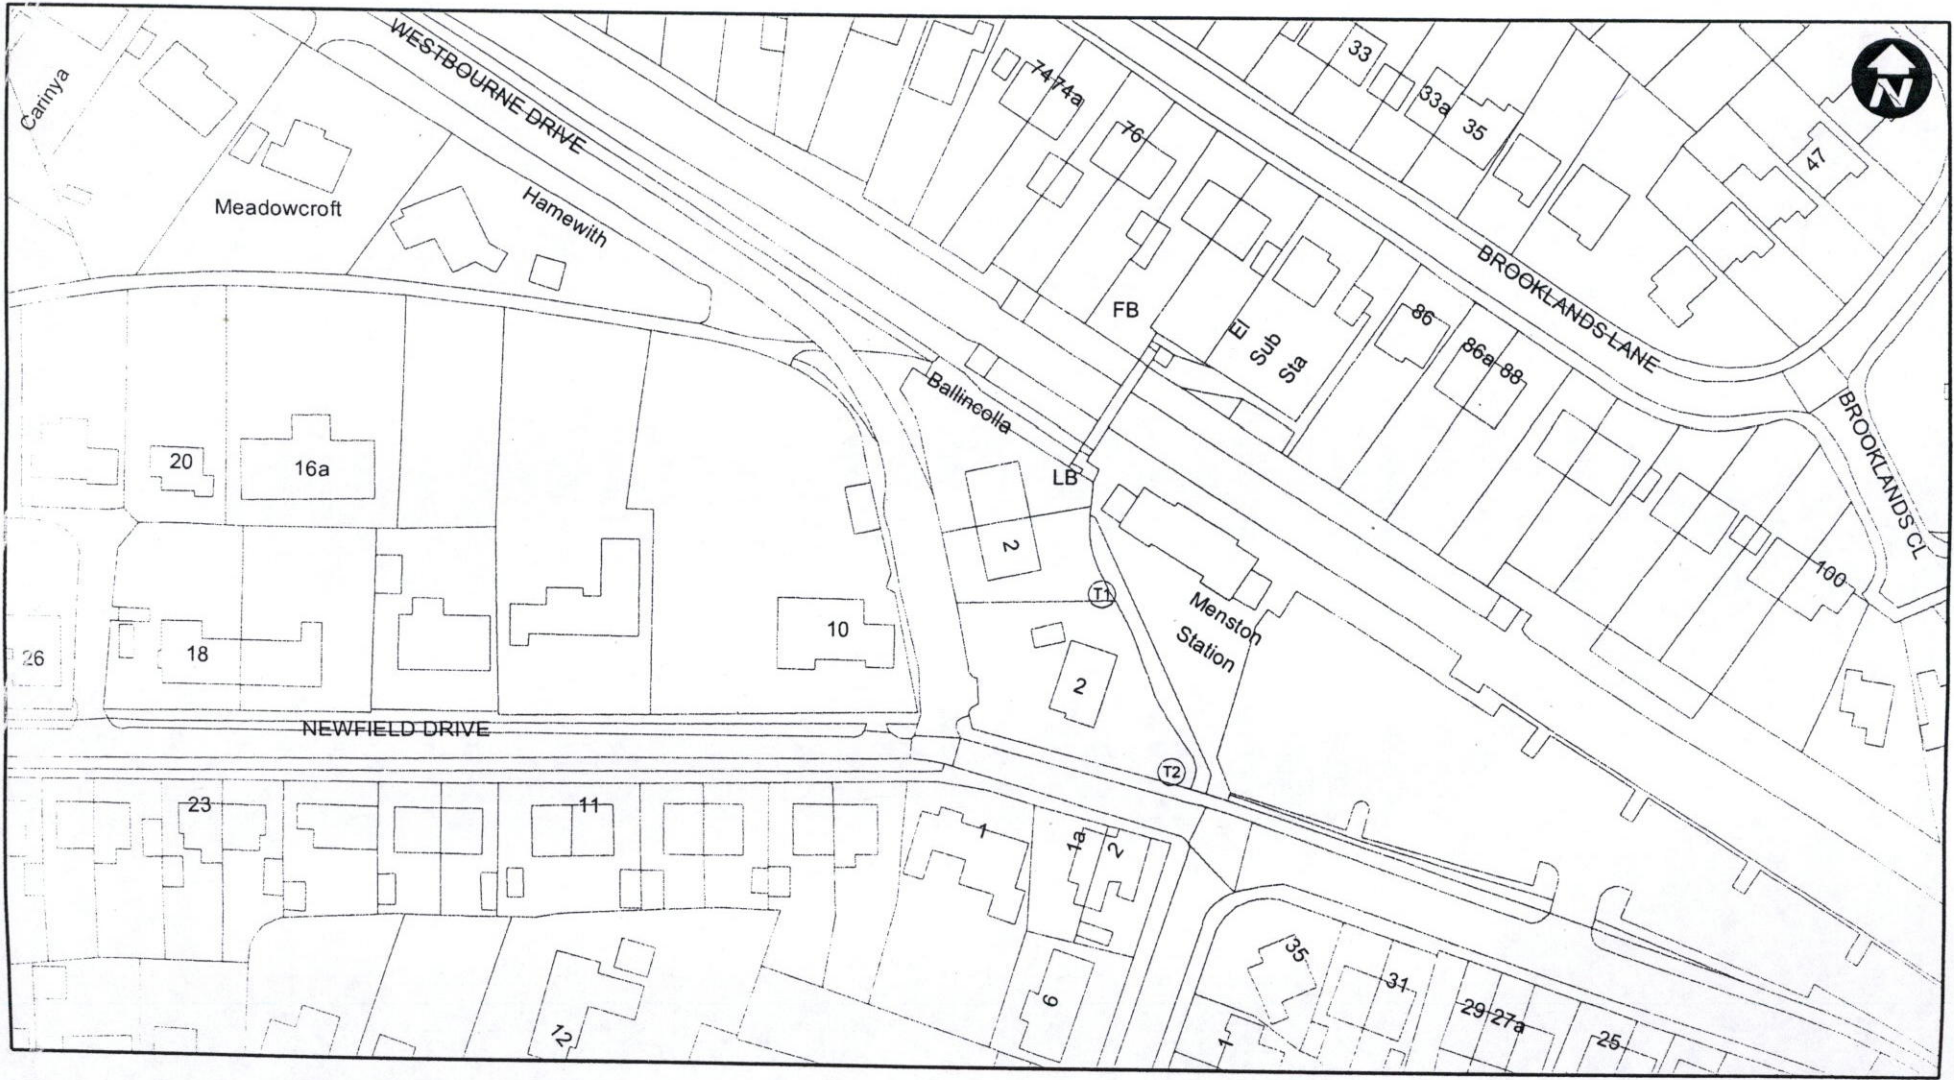 WESTBOURNE DRIVE
Carinya
74 74a
33
33a
35
N
76
47
Meadowcroft
Hamewith
BROOKLANDS LANE
FB
El
Sub
Sta
86
86a 88
Ballincolla
BROOKLANDS CL
20
16a
LB
2
100
T1
Menston
Station
10
18
26
2
NEWFIELD DRIVE
T2
23
11
1
1a
2
35
31
6
29 27a
25
12
1